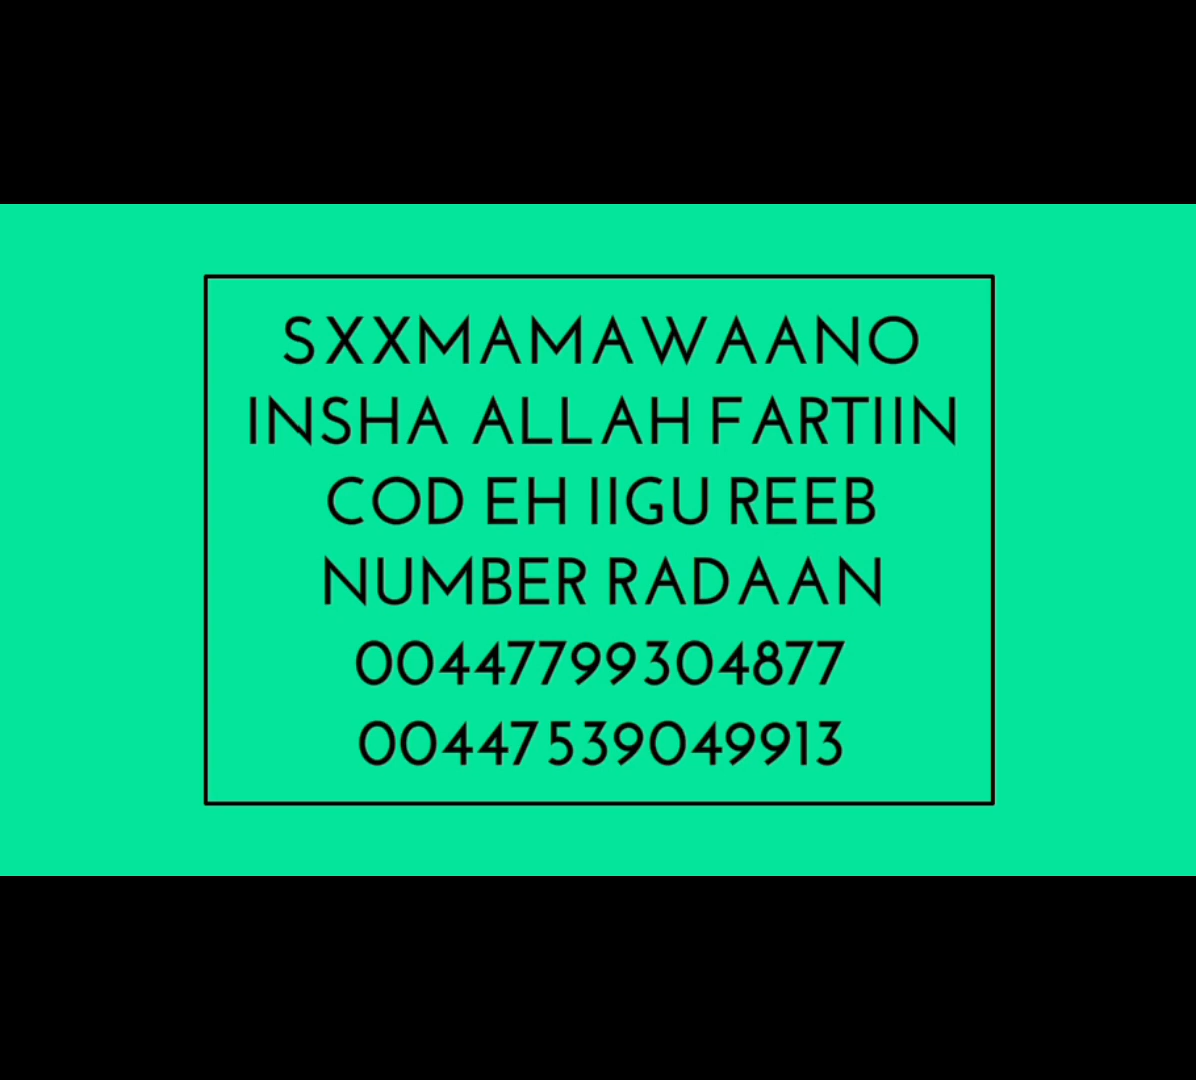 SXXMAMAWAANO
INSHA ALLAH FARTIIN
COD EH IIGU REEB
NUMBER RADAAN
00447799304877
00447539049913